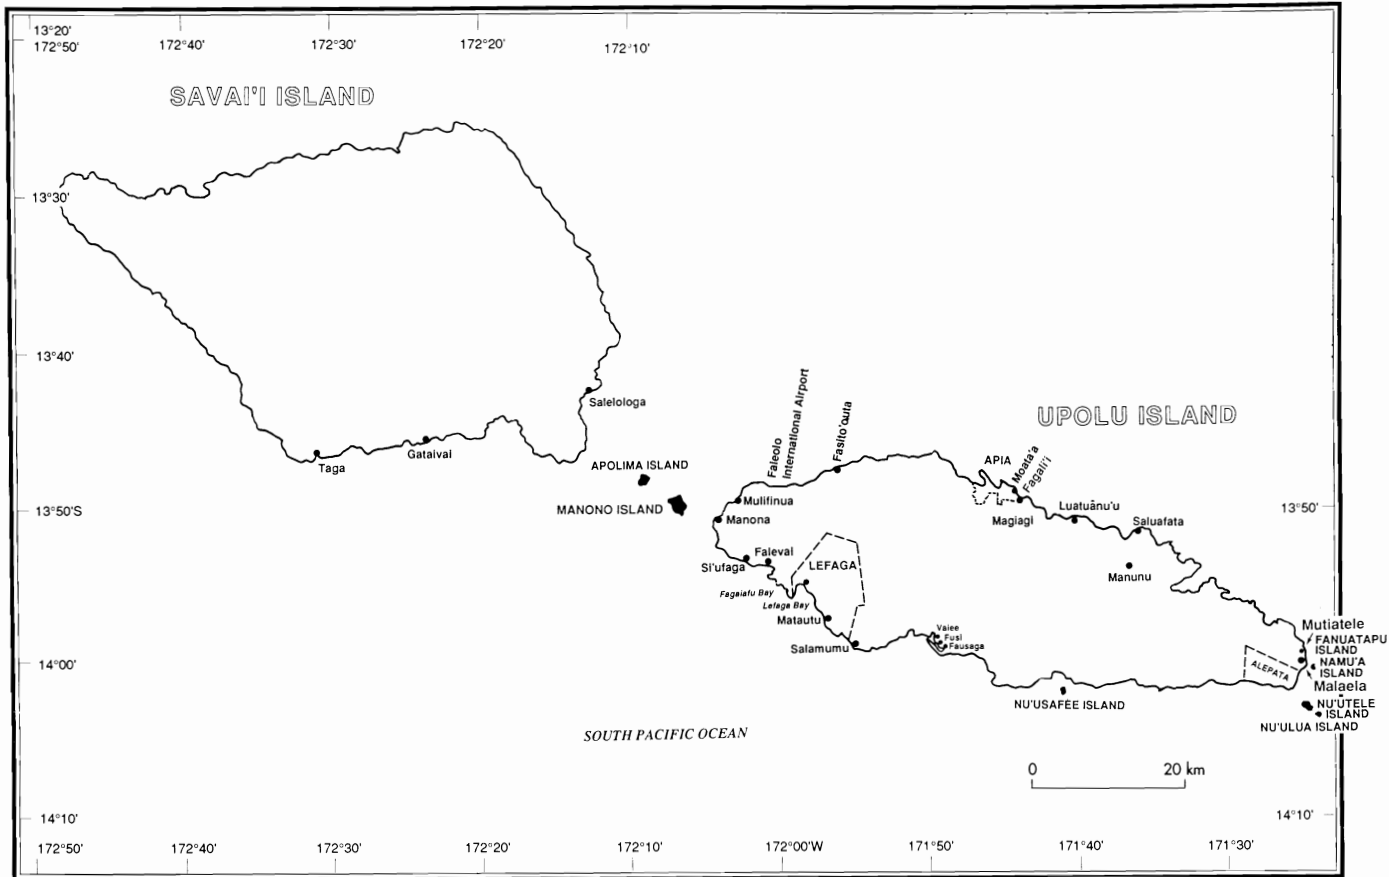 13°20'
172°50'
172°40'
172°30'
172°20'
172°10'
SAVAI'I ISLAND
13°30'
13°40'
Salelologa
Taga
Gataivai
APOLIMA ISLAND
MANONO ISLAND
13°50'S
Faleolo
International Airport
Fasito'outa
UPOLU ISLAND
APIA
Moata'a
Fagali'i
Magiagi
Luatuânu'u
Saluafata
13°50'
Mulifinua
Manona
Faleval
Si'ufaga
LEFAGA
Fagaiafu Bay
Lefaga Bay
Matautu
Salamumu
Manunu
Vaiee
Fusi
Fausaga
Mutiatele
FANUATAPU
ISLAND
NAMU'A
ISLAND
ALEPATA
Malaela
14°00'
NU'USAFEE ISLAND
NU'UTELE
ISLAND
NU'ULUA ISLAND
SOUTH PACIFIC OCEAN
0
20 km
14°10'
14°10'
172°50'
172°40'
172°30'
172°20'
172°10'
172°00'W
171°50'
171°40'
171°30'